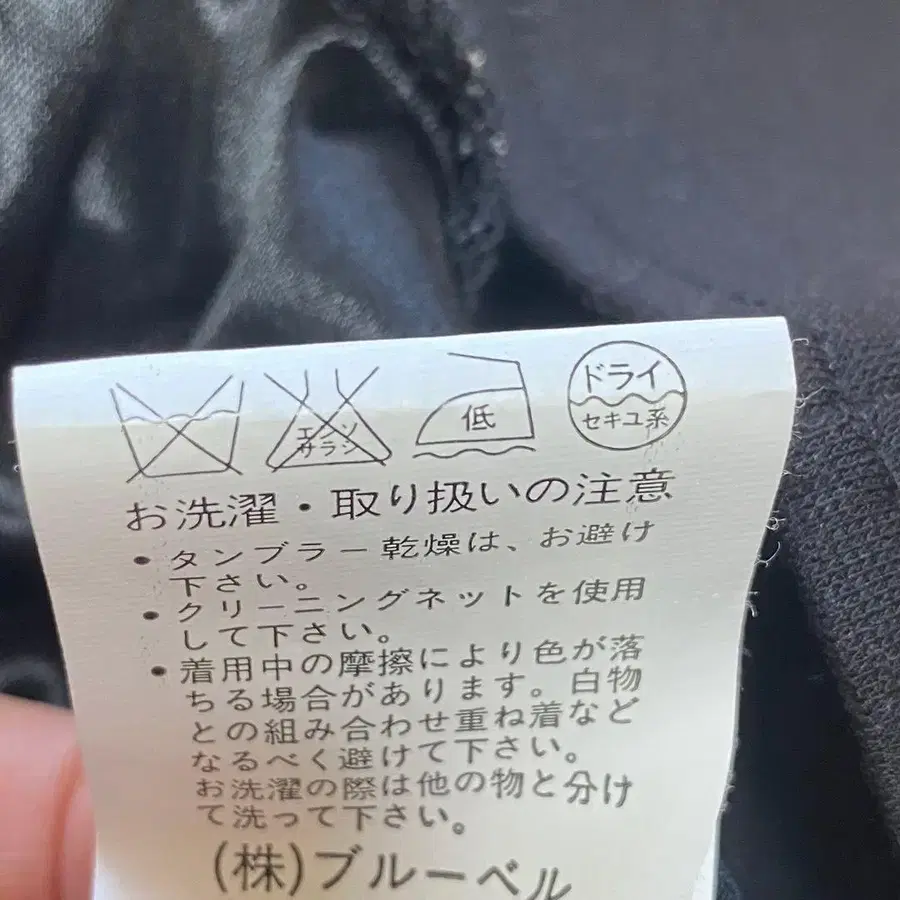 エンソ
サラシ
低
ドライ
セキユ系
お洗濯・取り扱いの注意
・タンブラー乾燥は、お避け
下さい。
・クリーニングネットを使用
して下さい。
・着用中の摩擦により色が落
ちる場合があります。白物
との組み合わせ重ね着など
なるべく避けて下さい。
お洗濯の際は他の物と分け
て洗って下さい。
(株)ブルーベル